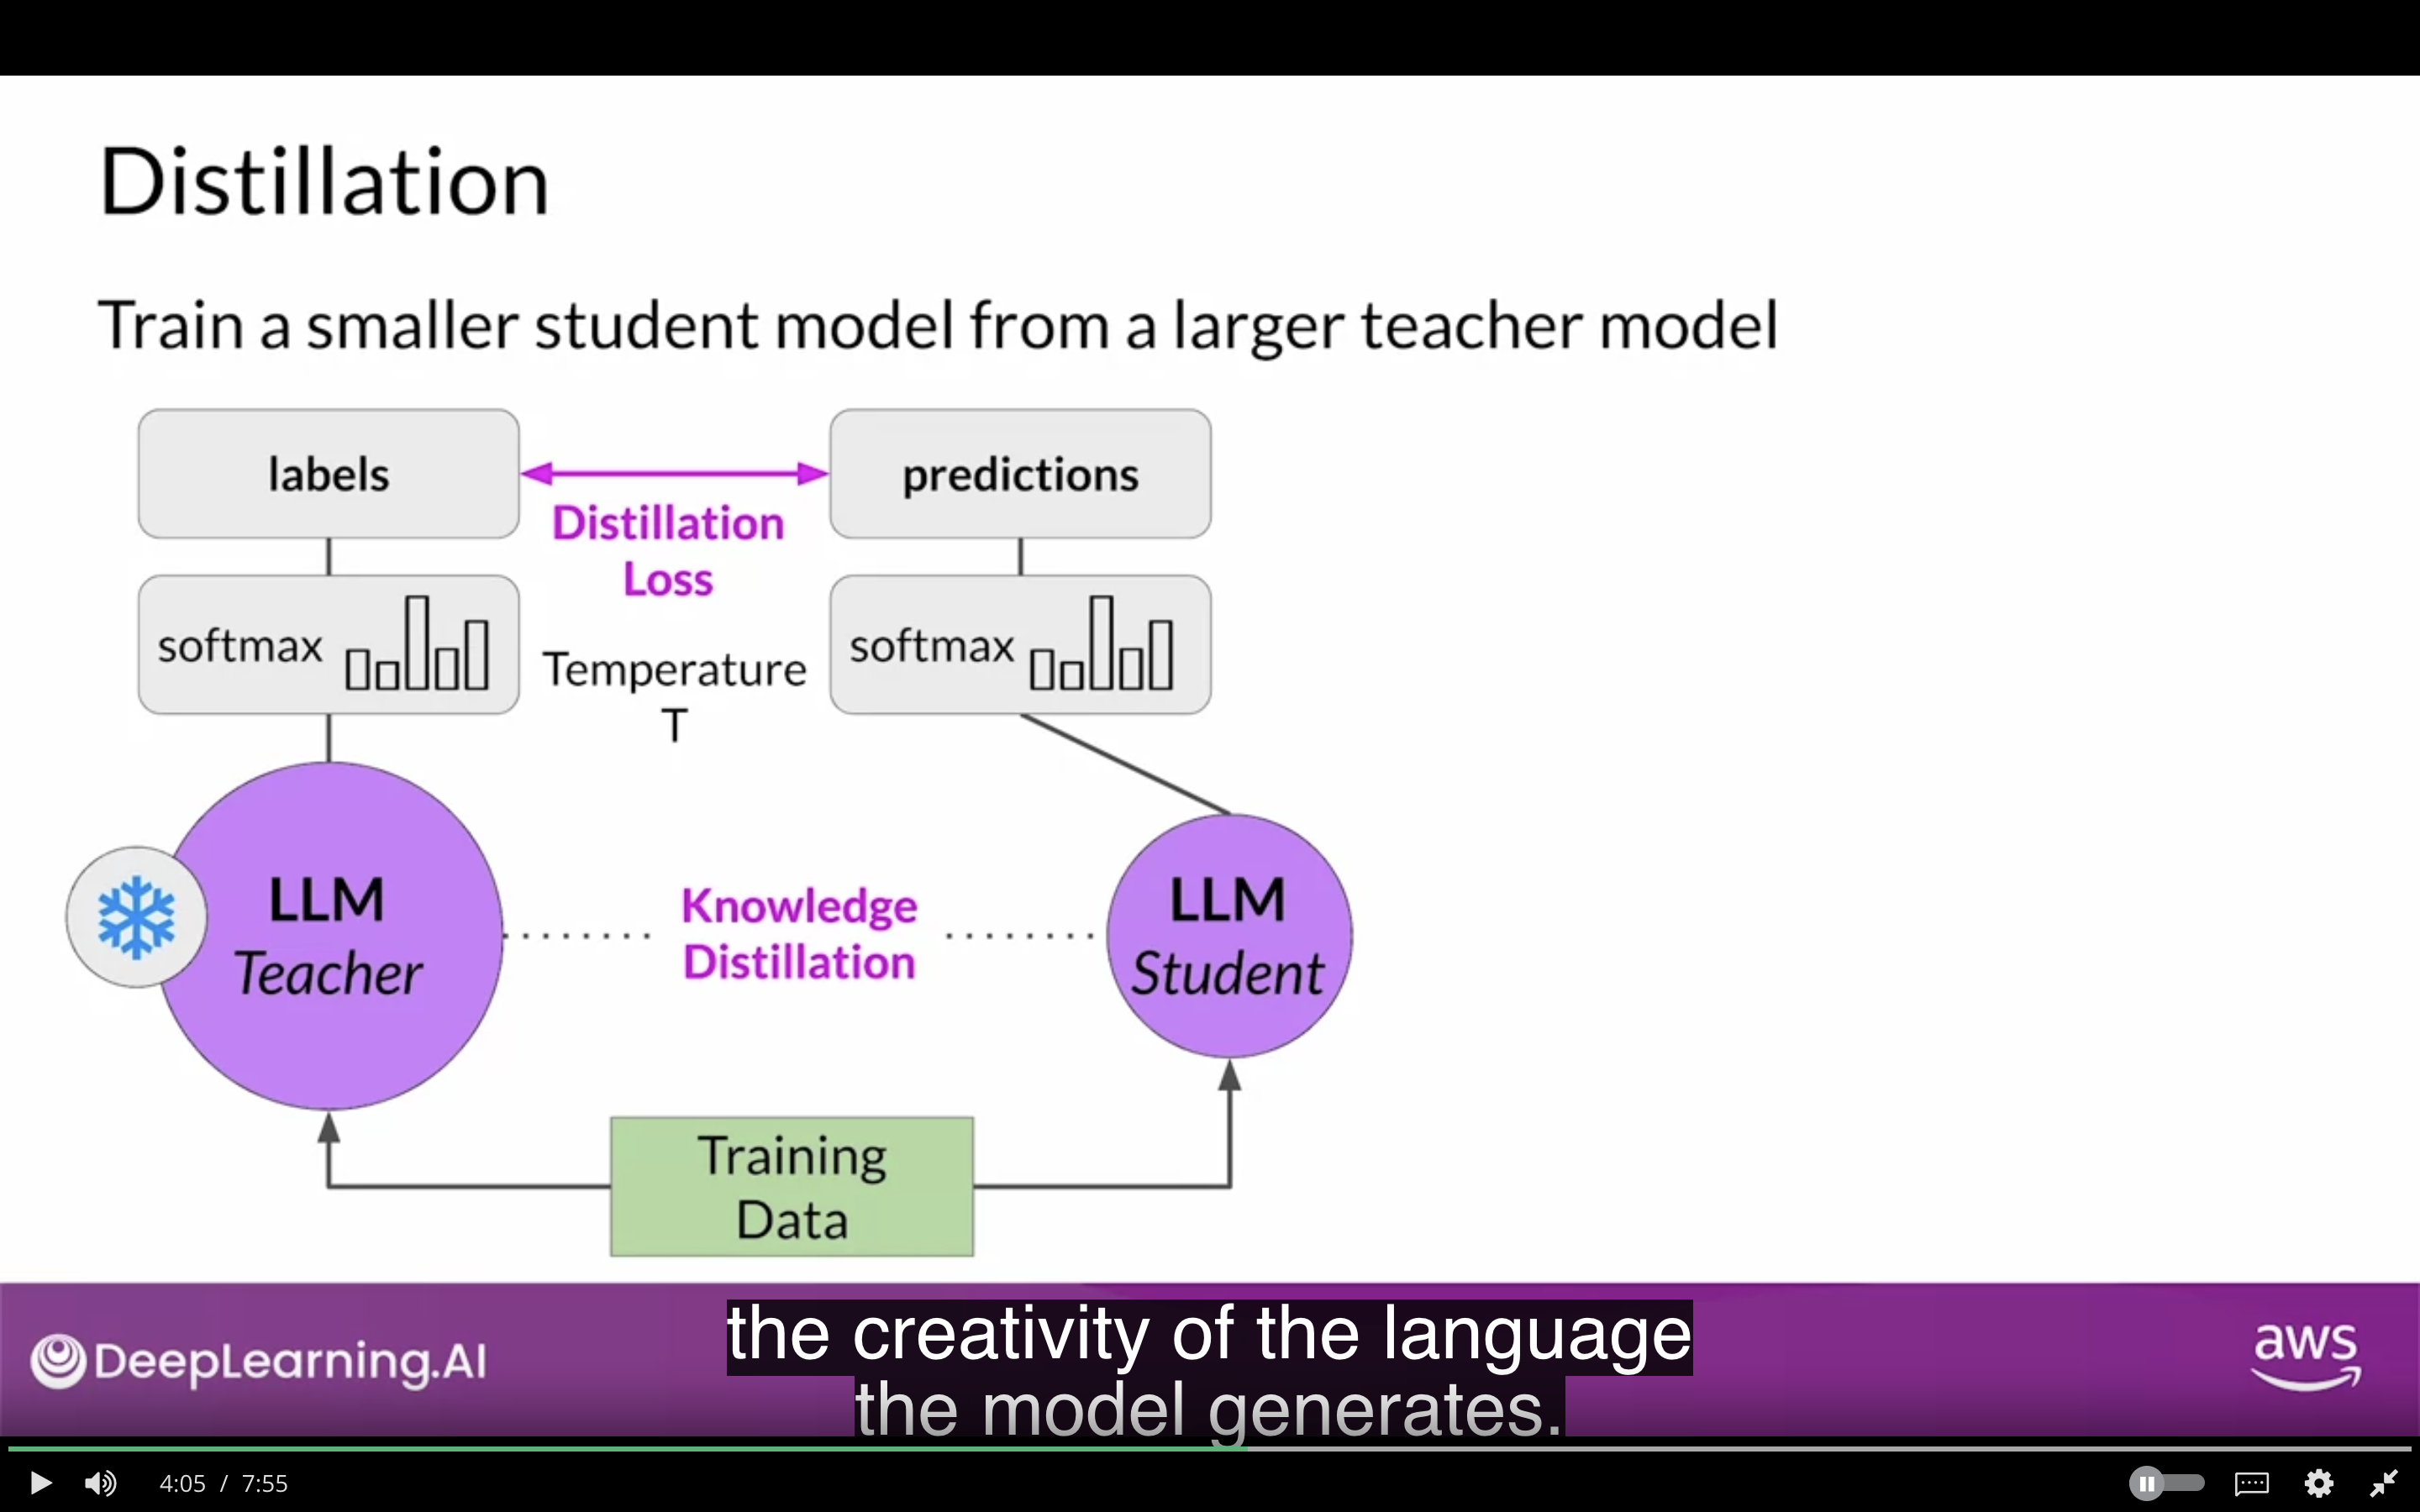 Distillation
Train a smaller student model from a larger teacher model
labels
predictions
Distillation
Loss
softmax
softmax
Temperature
T
LLM
Teacher
Knowledge
Distillation
LLM
Student
Training
Data
DeepLearning.AI
the creativity of the language
the model generates.
aws
4:05 / 7:55